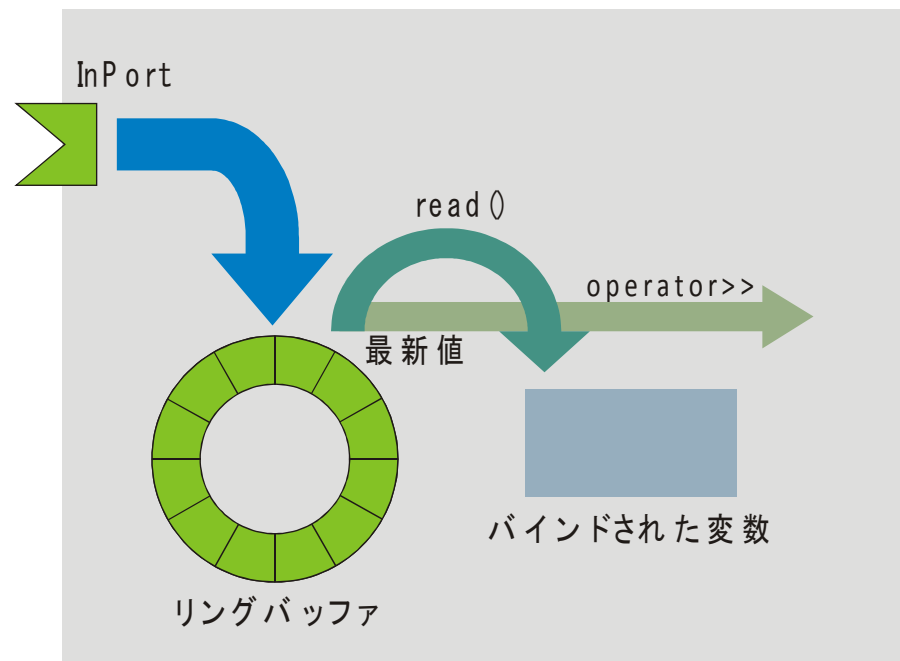 InPort
read()
operator>>
最新値
バインドされた変数
リングバッファ